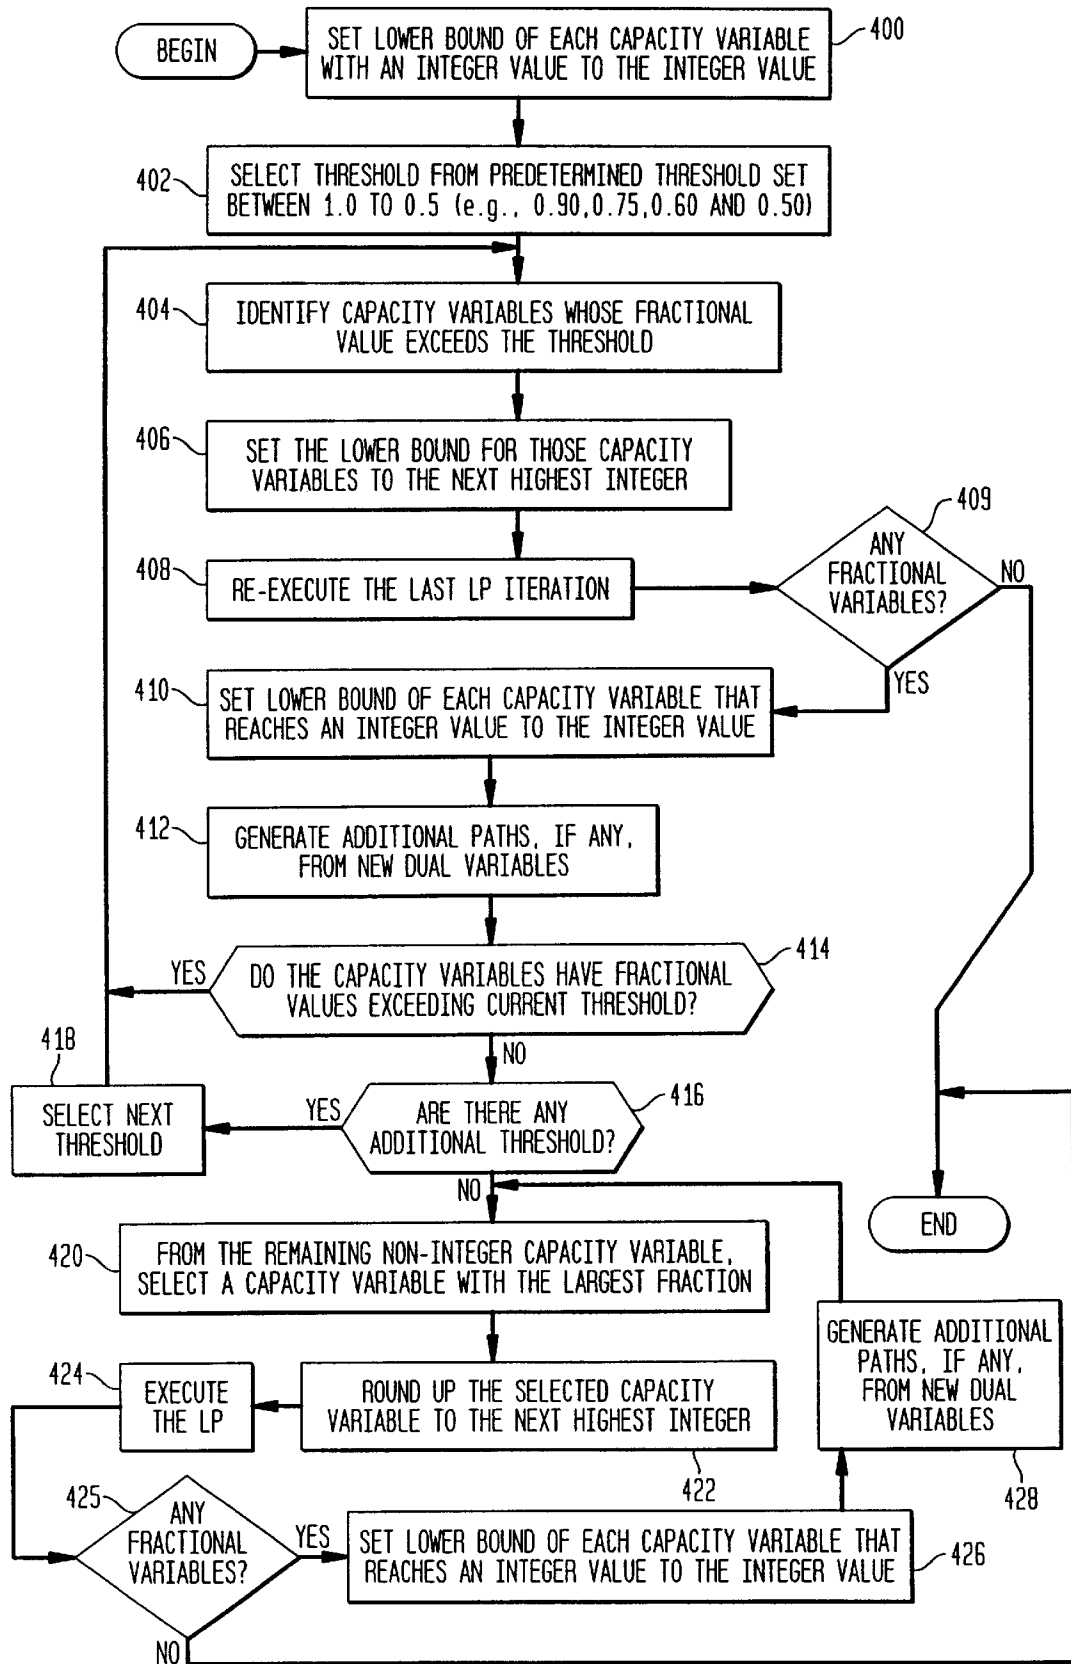 BEGIN
SET LOWER BOUND OF EACH CAPACITY VARIABLE
WITH AN INTEGER VALUE TO THE INTEGER VALUE
400
402
SELECT THRESHOLD FROM PREDETERMINED THRESHOLD SET
BETWEEN 1.0 TO 0.5 (e.g., 0.90,0.75,0.60 AND 0.50)
404
IDENTIFY CAPACITY VARIABLES WHOSE FRACTIONAL
VALUE EXCEEDS THE THRESHOLD
406
SET THE LOWER BOUND FOR THOSE CAPACITY
VARIABLES TO THE NEXT HIGHEST INTEGER
408
RE-EXECUTE THE LAST LP ITERATION
409
ANY
FRACTIONAL
VARIABLES?
NO
YES
410
SET LOWER BOUND OF EACH CAPACITY VARIABLE THAT
REACHES AN INTEGER VALUE TO THE INTEGER VALUE
412
GENERATE ADDITIONAL PATHS, IF ANY,
FROM NEW DUAL VARIABLES
414
YES
DO THE CAPACITY VARIABLES HAVE FRACTIONAL
VALUES EXCEEDING CURRENT THRESHOLD?
NO
418
SELECT NEXT
THRESHOLD
YES
ARE THERE ANY
ADDITIONAL THRESHOLD?
416
NO
END
420
FROM THE REMAINING NON-INTEGER CAPACITY VARIABLE,
SELECT A CAPACITY VARIABLE WITH THE LARGEST FRACTION
424
EXECUTE
THE LP
ROUND UP THE SELECTED CAPACITY
VARIABLE TO THE NEXT HIGHEST INTEGER
422
GENERATE ADDITIONAL
PATHS, IF ANY,
FROM NEW DUAL
VARIABLES
428
425
ANY
FRACTIONAL
VARIABLES?
YES
SET LOWER BOUND OF EACH CAPACITY VARIABLE THAT
REACHES AN INTEGER VALUE TO THE INTEGER VALUE
426
NO